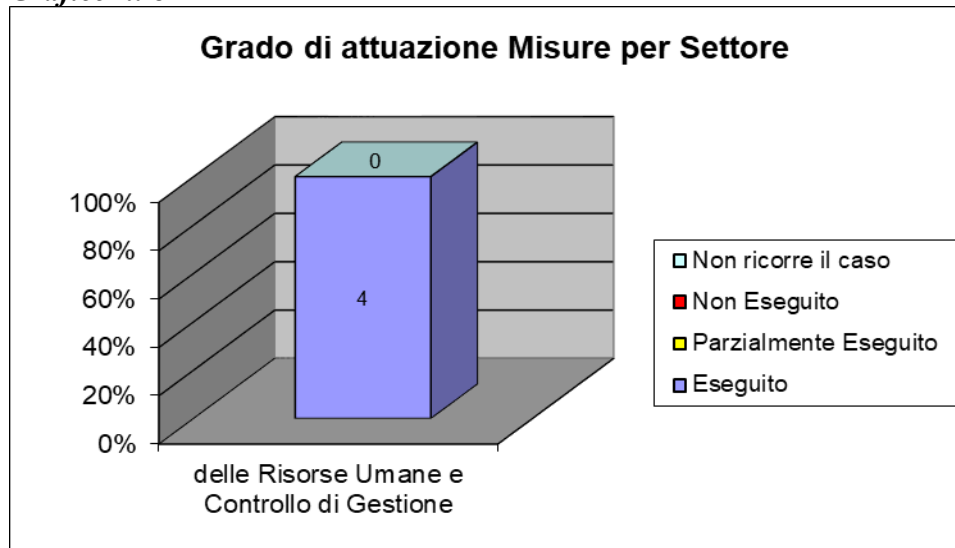 Grado di attuazione Misure per Settore
0
100%
80%
60%
40%
20%
0%
4
Non ricorre il caso
Non Eseguito
Parzialmente Eseguito
Eseguito
delle Risorse Umane e
Controllo di Gestione